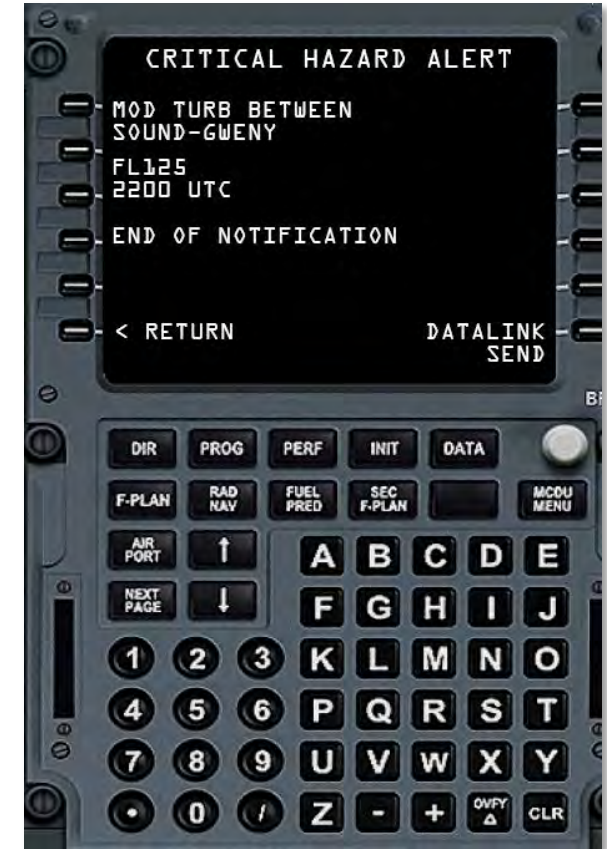 CRITICAL HAZARD ALERT
MOD TURB BETWEEN
SOUND-GWENY
FL125
2200 UTC
END OF NOTIFICATION
< RETURN
DATALINK
SEND
DIR PROG PERF INIT DATA
F-PLAN RAD NAV FUEL PRED SEC F-PLAN MCDU MENU
AIR PORT ↑ A B C D E
NEXT PAGE ↓ F G H I J
1 2 3 K L M N O
4 5 6 P Q R S T
7 8 9 U V W X Y
. 0 / Z - + OVFY Δ CLR